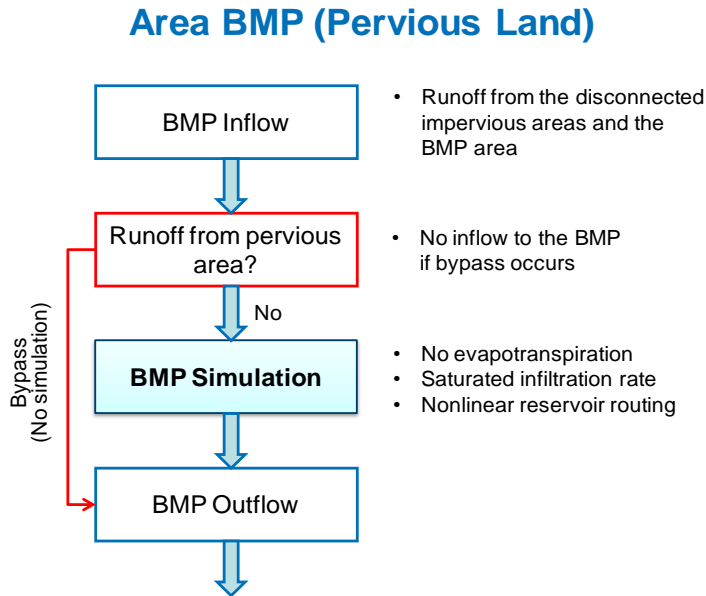 Area BMP (Pervious Land)
BMP Inflow
• Runoff from the disconnected
impervious areas and the
BMP area
Runoff from pervious
area?
• No inflow to the BMP
if bypass occurs
No
Bypass
(No simulation)
BMP Simulation
• No evapotranspiration
• Saturated infiltration rate
• Nonlinear reservoir routing
BMP Outflow